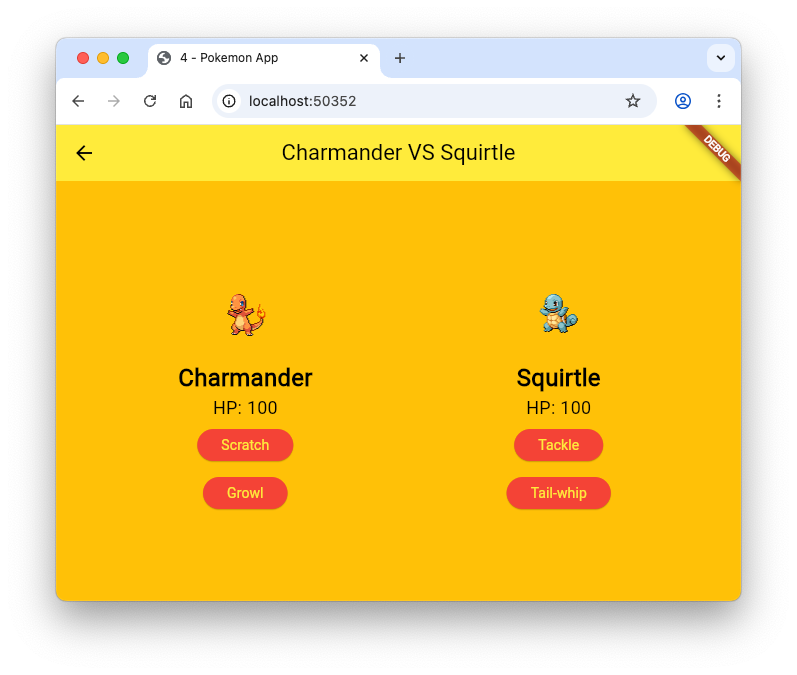 4 - Pokemon App
localhost:50352
Charmander VS Squirtle
DEBUG
Charmander
HP: 100
Scratch
Growl
Squirtle
HP: 100
Tackle
Tail-whip